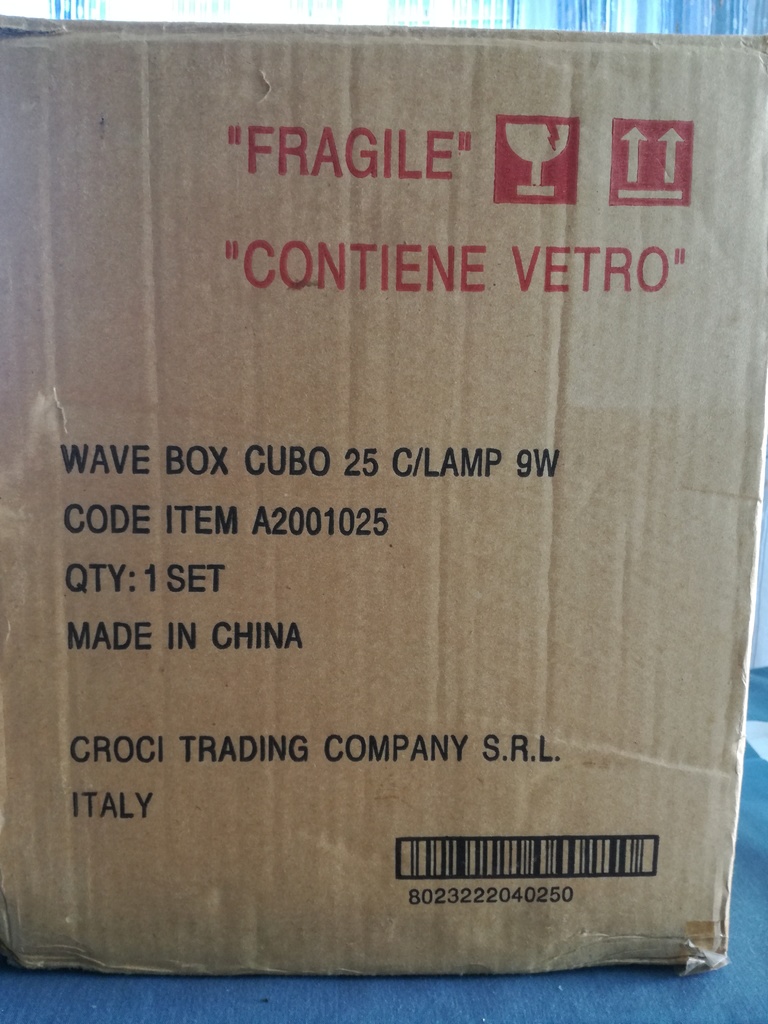 "FRAGILE"
"CONTIENE VETRO"
WAVE BOX CUBO 25 C/LAMP 9W
CODE ITEM A2001025
QTY: 1 SET
MADE IN CHINA
CROCI TRADING COMPANY S.R.L.
ITALY
8023222040250